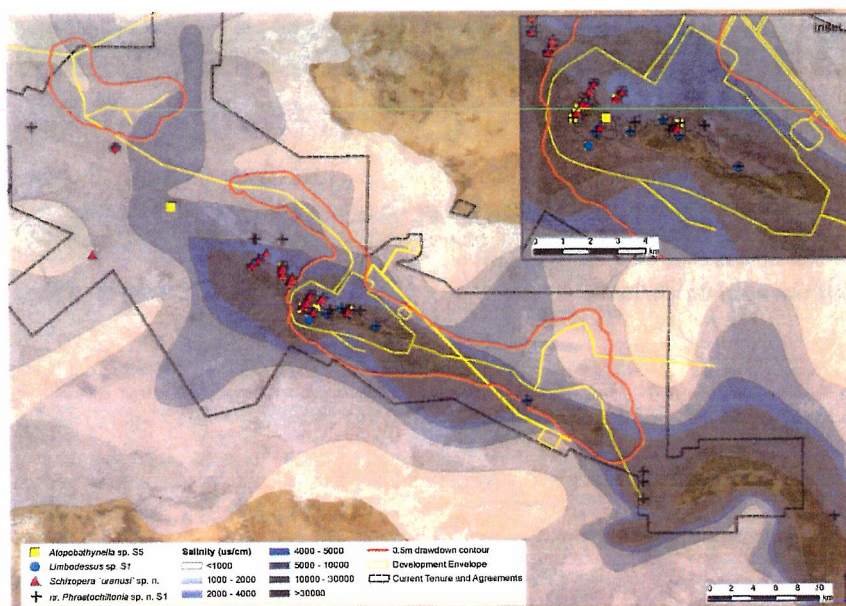 Inset
0 1 2 3 4
km
Atopobathynella sp. S5
Limbodessus sp. S1
Schizopera 'uranusi' sp. n.
nr. Phreatochiltonia sp. n. S1
Salinity (us/cm)
<1000
1000 - 2000
2000 - 4000
4000 - 5000
5000 - 10000
10000 - 30000
>30000
0.5m drawdown contour
Development Envelope
Current Tenure and Agreements
0 2 4 6 8 10
km